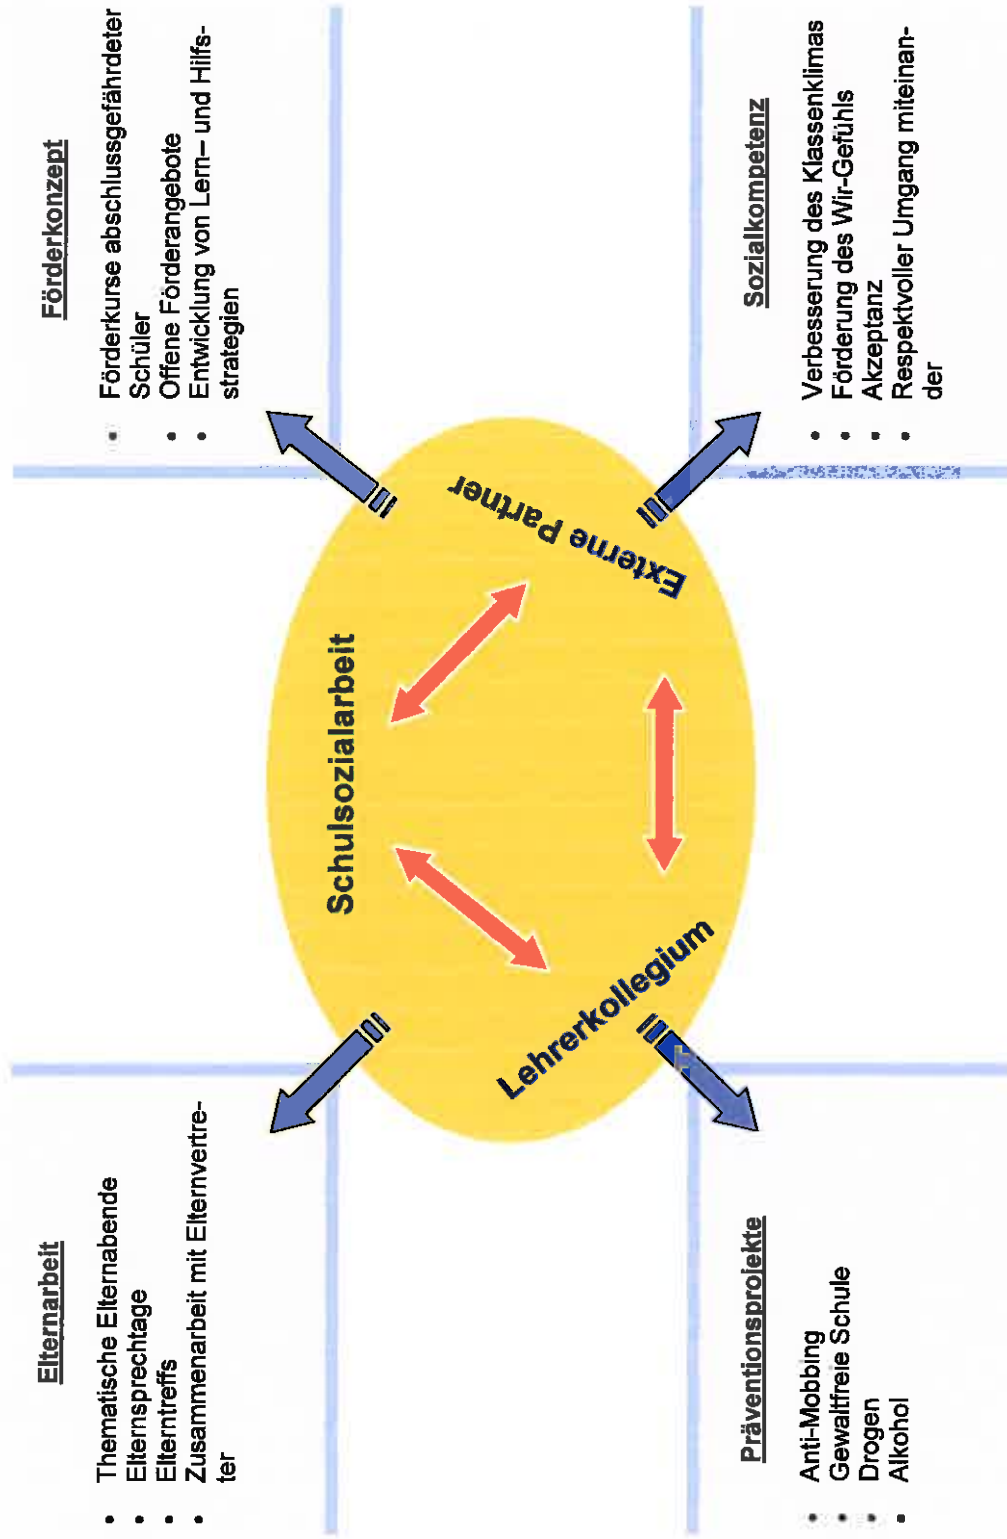 Elternarbeit
• Thematische Elternabende
• Elternsprechtage
• Elterntreffs
• Zusammenarbeit mit Elternvertre-
ter
Förderkonzept
• Förderkurse abschlussgefährdeter
Schüler
• Offene Förderangebote
• Entwicklung von Lern– und Hilfs-
strategien
Schulsozialarbeit
Lehrerkollegium
Externe Partner
Präventionsprojekte
• Anti-Mobbing
• Gewaltfreie Schule
• Drogen
• Alkohol
Sozialkompetenz
• Verbesserung des Klassenklimas
• Förderung des Wir-Gefühls
• Akzeptanz
• Respektvoller Umgang miteinan-
der